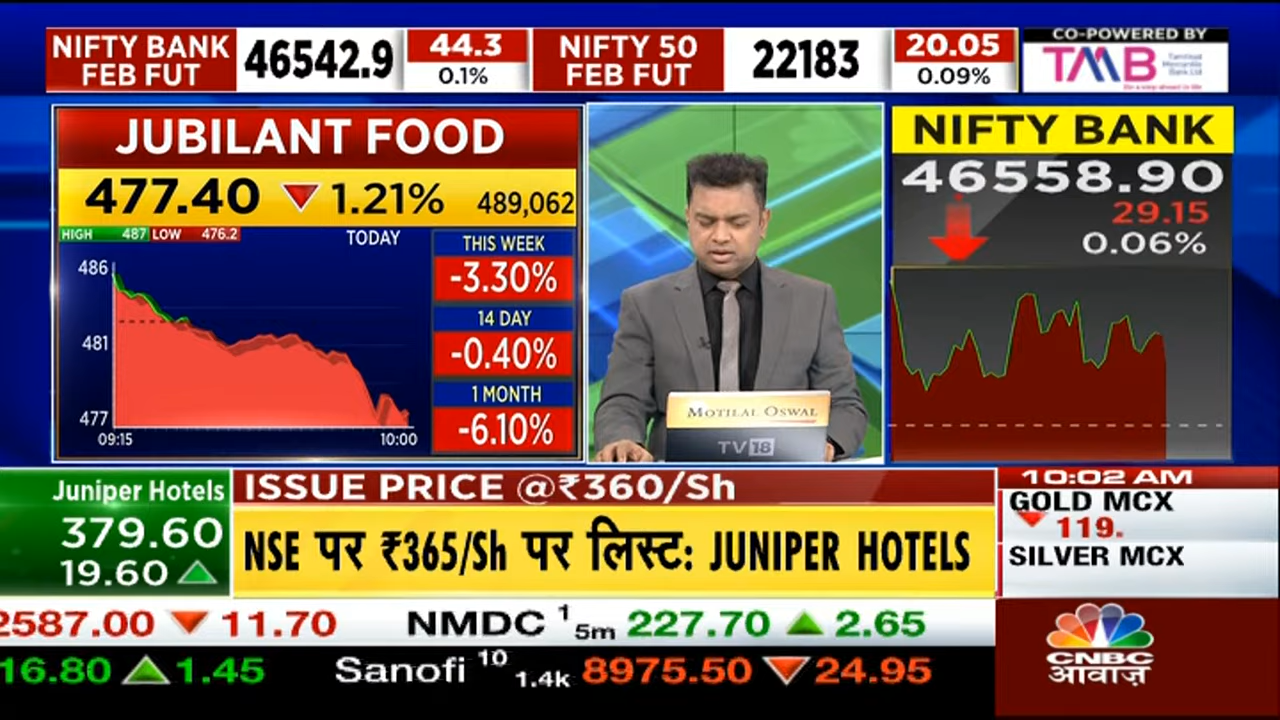 NIFTY BANK
FEB FUT
46542.9
44.3
0.1%
NIFTY 50
FEB FUT
22183
20.05
0.09%
CO-POWERED BY
TMB
Tamilnad
Mercantile
Bank Ltd
JUBILANT FOOD
477.40
1.21%
489,062
HIGH 487 LOW 476.2
TODAY
486
481
477
09:15
10:00
THIS WEEK
-3.30%
14 DAY
-0.40%
1 MONTH
-6.10%
MOTILAL OSWAL
TV18
NIFTY BANK
46558.90
29.15
0.06%
Juniper Hotels
379.60
19.60
ISSUE PRICE @₹360/Sh
NSE पर ₹365/Sh पर लिस्ट: JUNIPER HOTELS
10:02 AM
GOLD MCX
119.
SILVER MCX
2587.00 11.70 NMDC 1 5m 227.70 2.65
16.80 1.45 Sanofi 10 1.4k 8975.50 24.95
CNBC
आवाज़